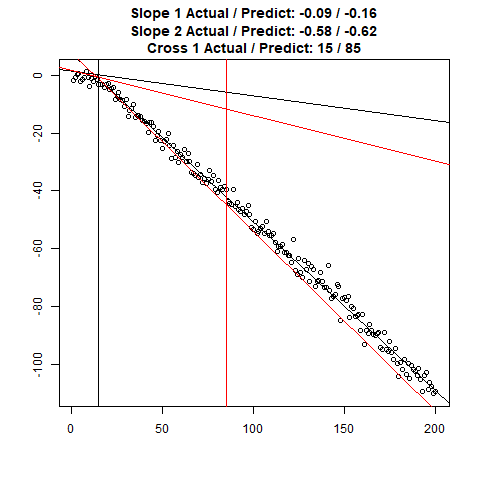 Slope 1 Actual / Predict: -0.09 / -0.16
Slope 2 Actual / Predict: -0.58 / -0.62
Cross 1 Actual / Predict: 15 / 85
0
-20
-40
-60
-80
-100
0 50 100 150 200